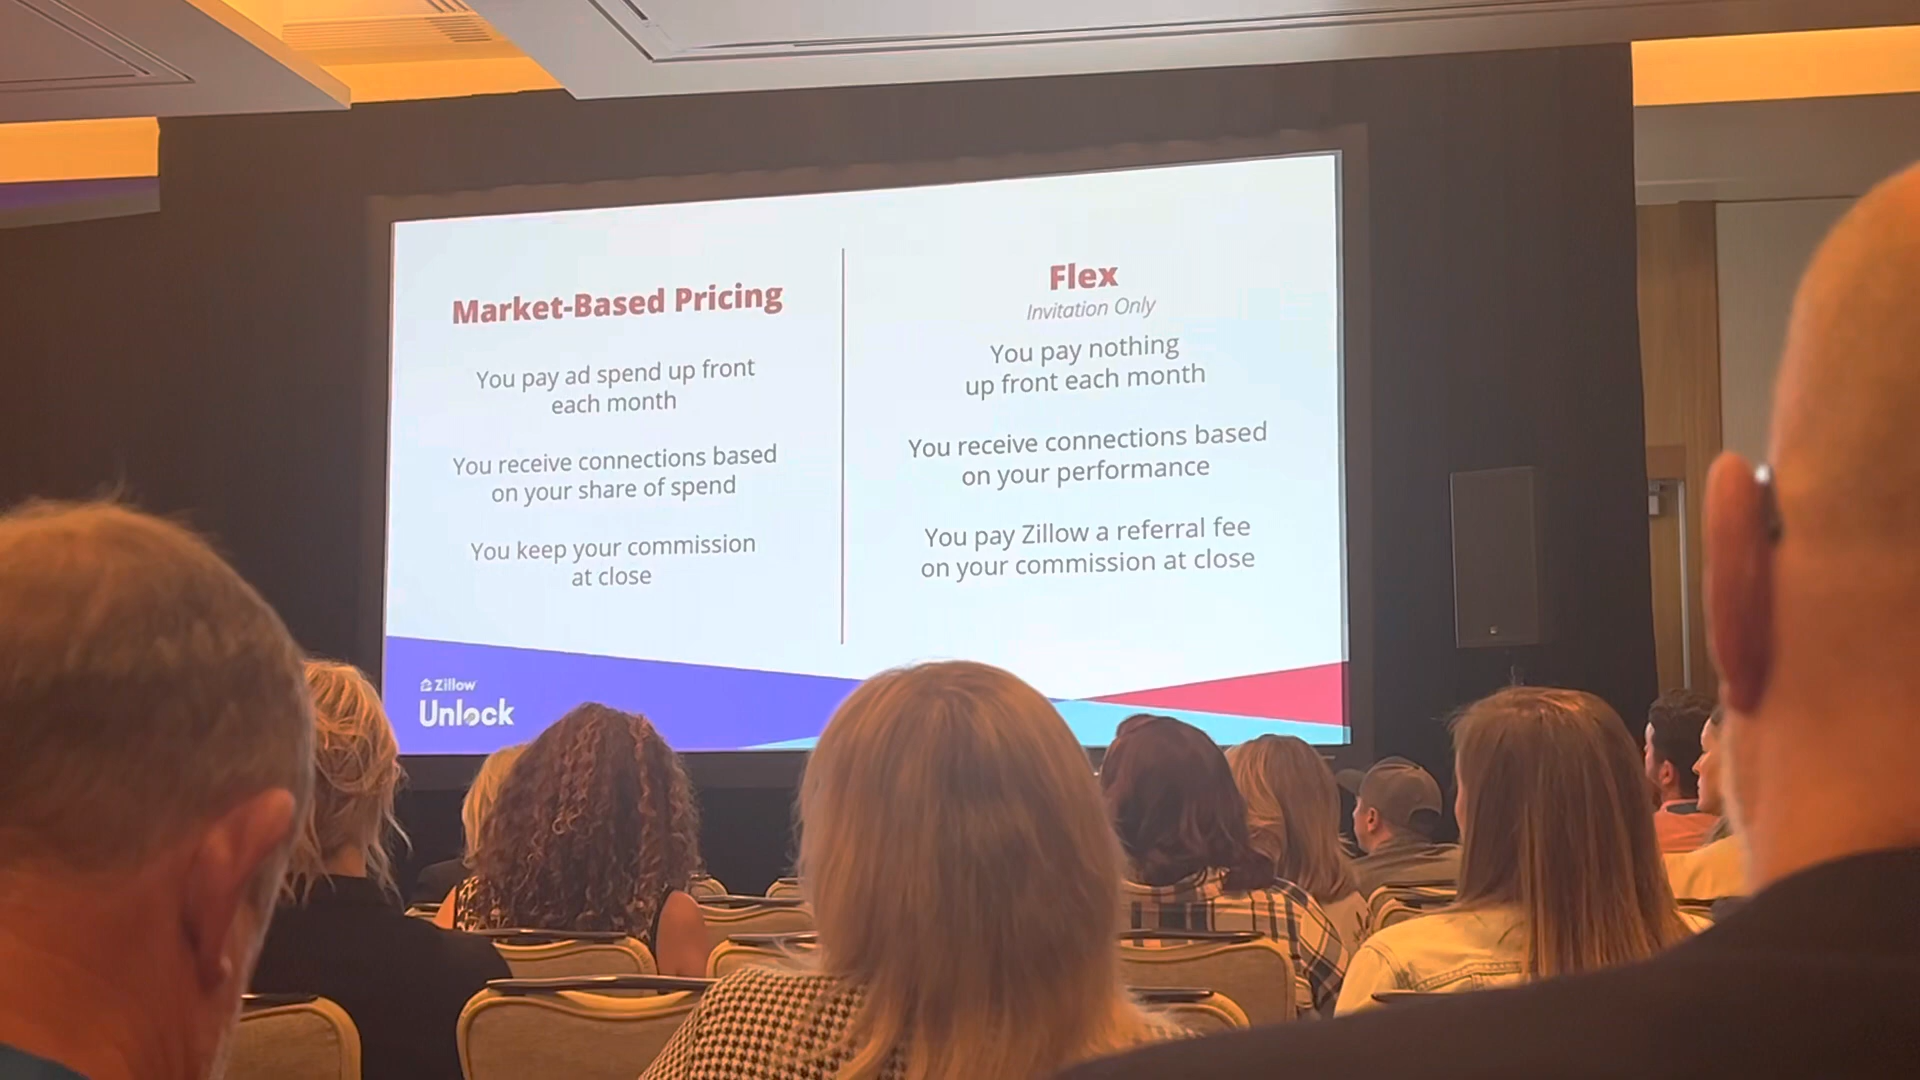 Market-Based Pricing
You pay ad spend up front
each month
You receive connections based
on your share of spend
You keep your commission
at close
Flex
Invitation Only
You pay nothing
up front each month
You receive connections based
on your performance
You pay Zillow a referral fee
on your commission at close
Zillow
Unlock